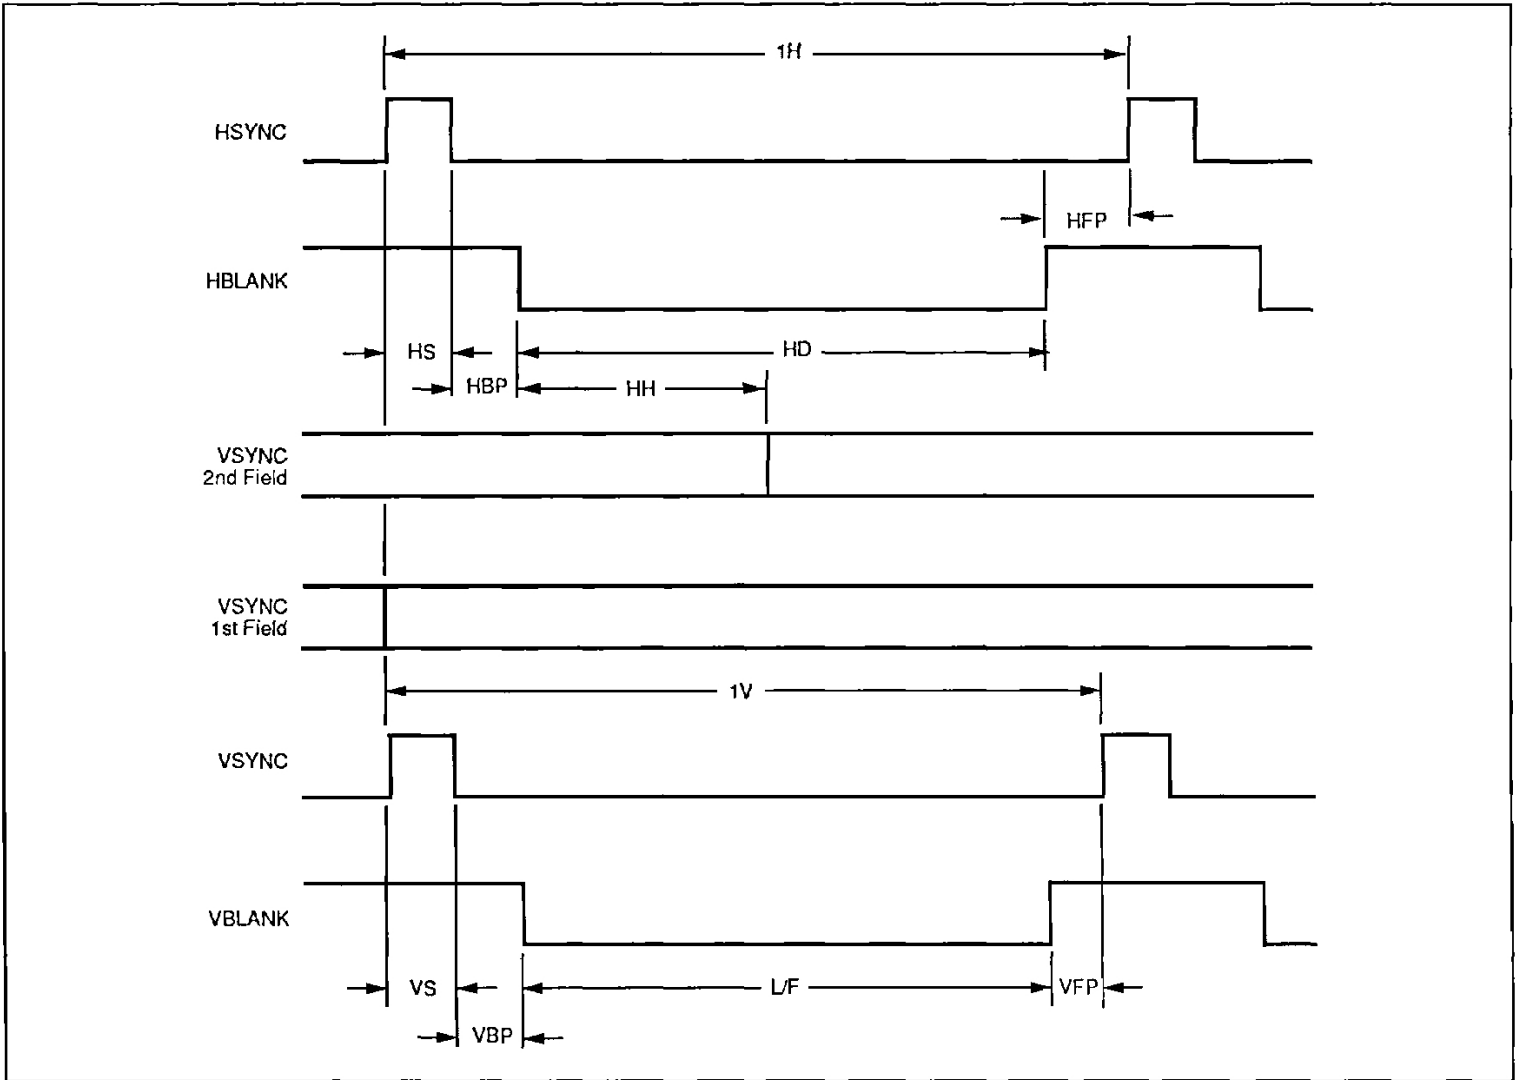 1H
HSYNC
HFP
HBLANK
HS
HD
HBP
HH
VSYNC
2nd Field
VSYNC
1st Field
1V
VSYNC
VBLANK
VS
L/F
VFP
VBP